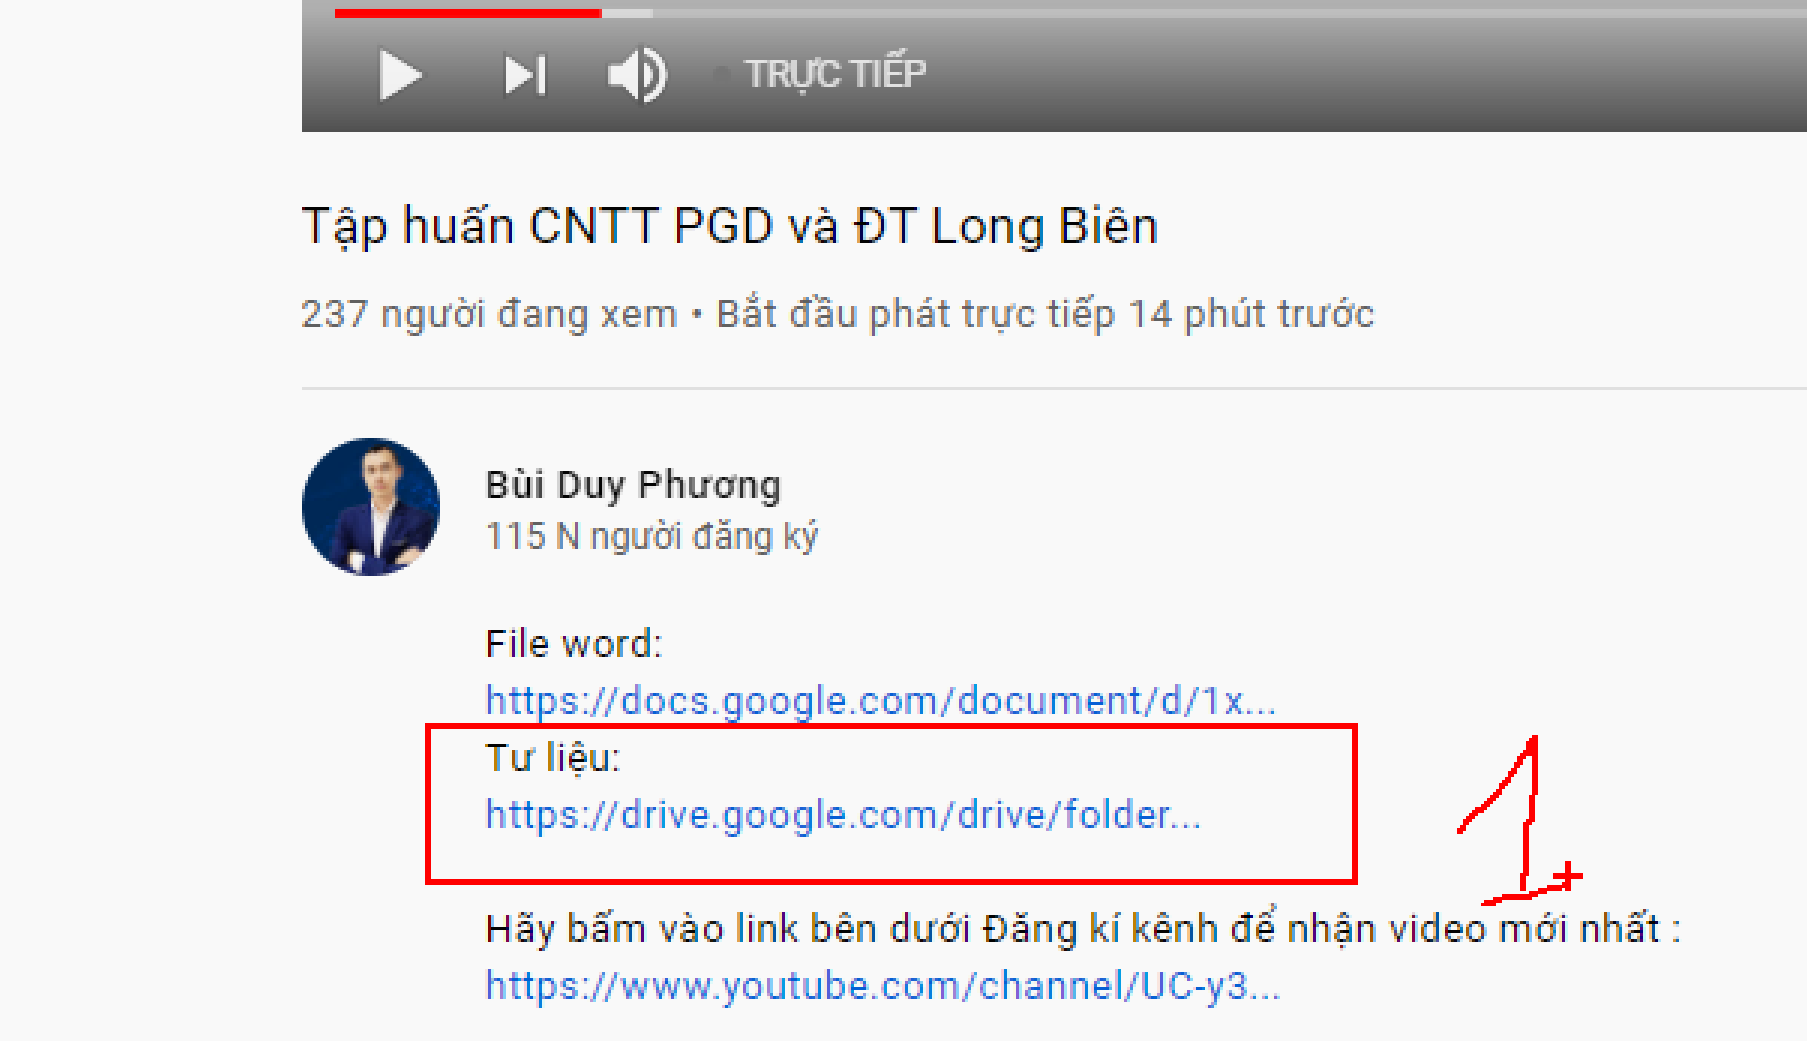 TRỰC TIẾP
Tập huấn CNTT PGD và ĐT Long Biên
237 người đang xem • Bắt đầu phát trực tiếp 14 phút trước
Bùi Duy Phương
115 N người đăng ký
File word:
https://docs.google.com/document/d/1x...
Tư liệu:
https://drive.google.com/drive/folder...
1
Hãy bấm vào link bên dưới Đăng kí kênh để nhận video mới nhất :
https://www.youtube.com/channel/UC-y3...